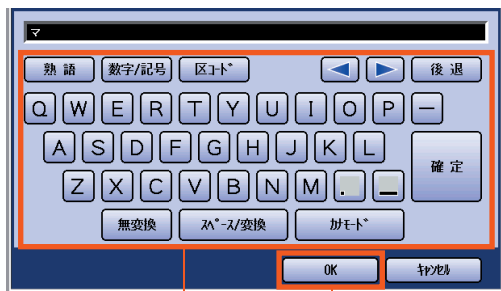 マ
熟 語 数字/記号 区ｺｰﾄﾞ 後 退
Q W E R T Y U I O P ー
A S D F G H J K L
確 定
Z X C V B N M . _
無変換 ｽﾍﾟｰｽ/変換 ｶﾅﾓｰﾄﾞ
OK ｷｬﾝｾﾙ